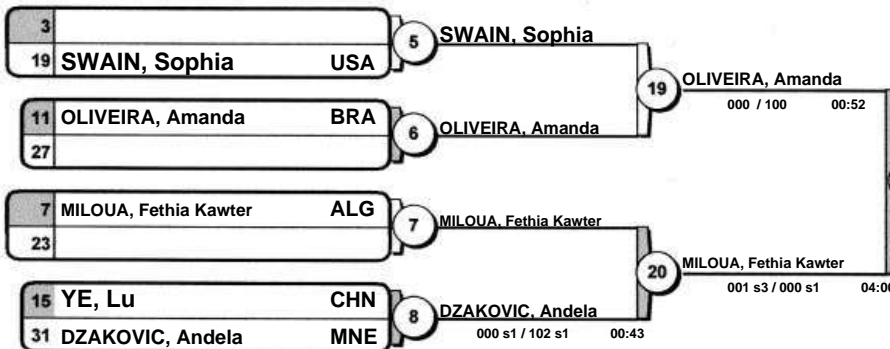 3
19 SWAIN, Sophia USA
5 SWAIN, Sophia
11 OLIVEIRA, Amanda BRA
27
6 OLIVEIRA, Amanda
19 OLIVEIRA, Amanda
000 / 100 00:52
7 MILOUA, Fethia Kawter ALG
23
7 MILOUA, Fethia Kawter
15 YE, Lu CHN
31 DZAKOVIC, Andela MNE
8 DZAKOVIC, Andela
000 s1 / 102 s1 00:43
20 MILOUA, Fethia Kawter
001 s3 / 000 s1